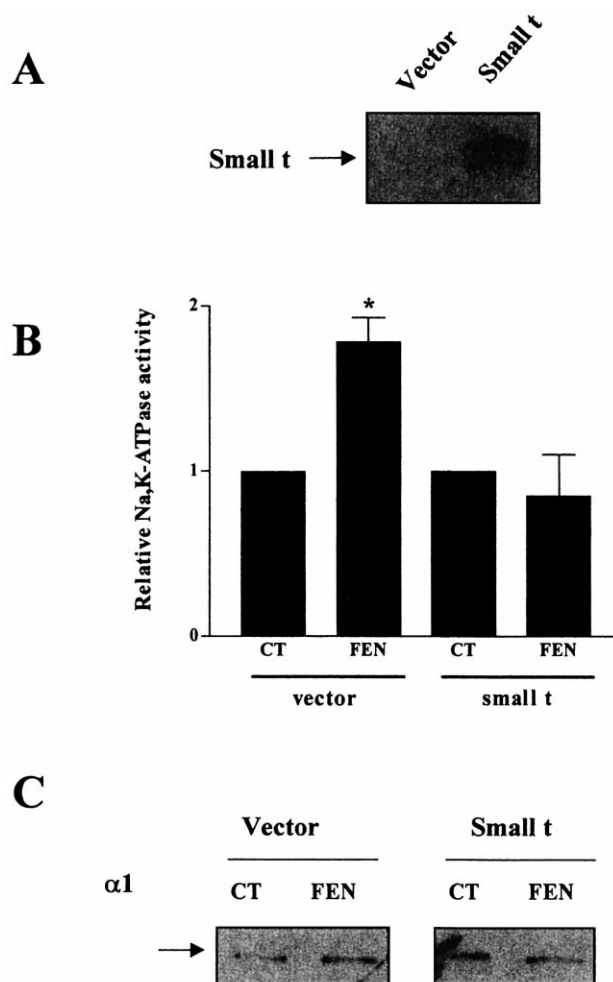 A
Vector Small t
Small t
B
Relative Na,K-ATPase activity
2
*
1
0
CT FEN CT FEN
vector small t
C
Vector Small t
α1
CT FEN CT FEN